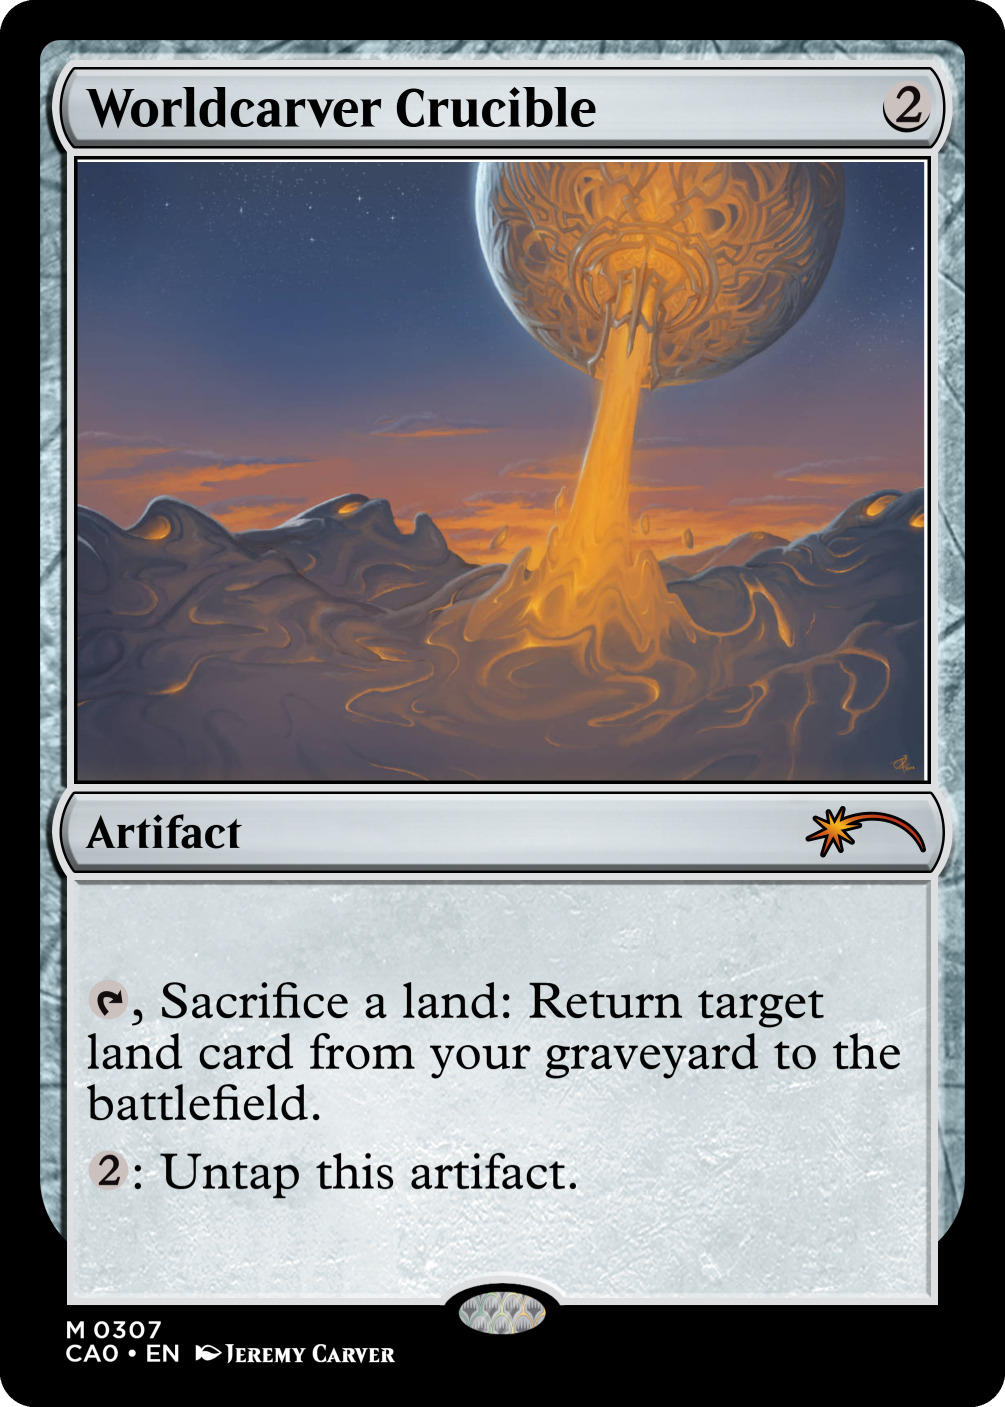 Worldcarver Crucible 2
Artifact
, Sacrifice a land: Return target
land card from your graveyard to the
battlefield.
2: Untap this artifact.
M 0307
CAO • EN JEREMY CARVER